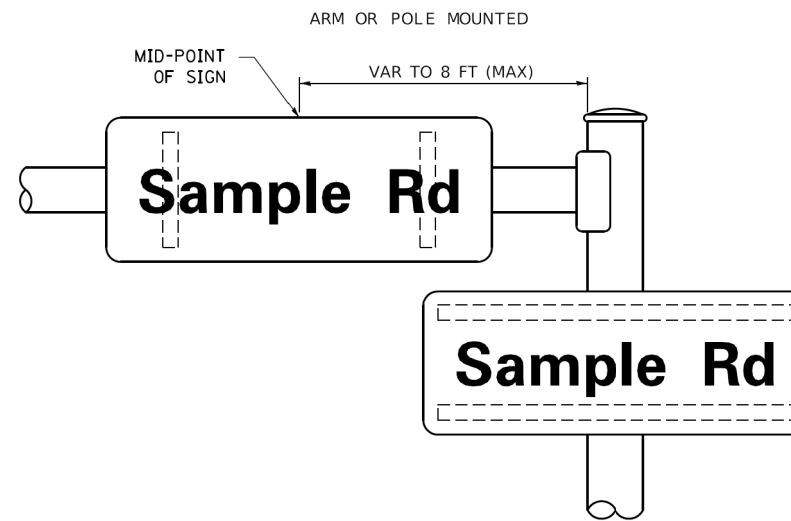 ARM OR POLE MOUNTED
MID-POINT
OF SIGN
VAR TO 8 FT (MAX)
Sample Rd
Sample Rd